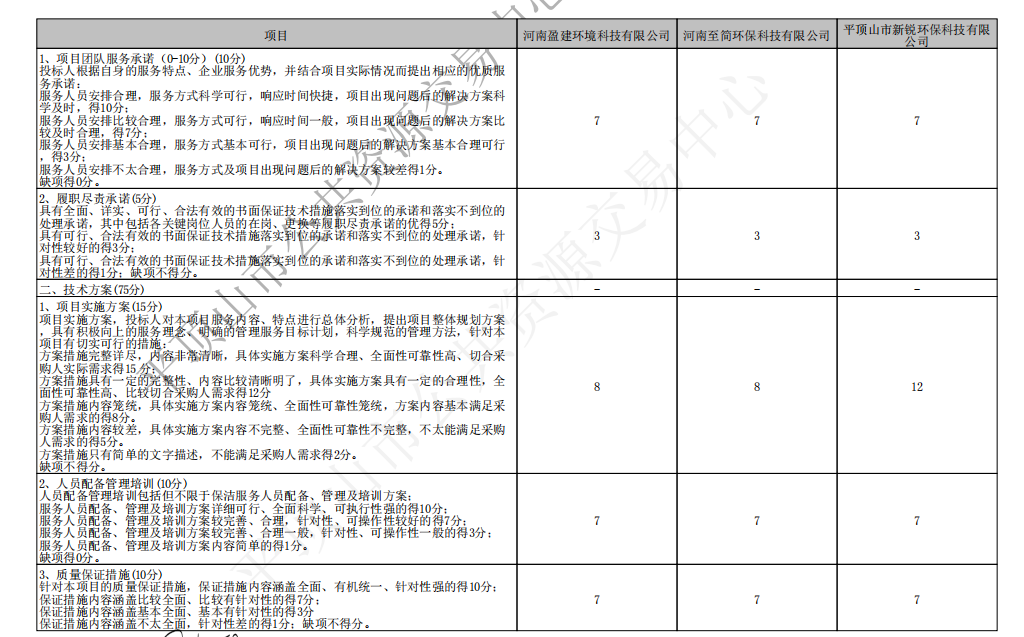 项目 河南盈建环境科技有限公司 河南至简环保科技有限公司 平顶山市新锐环保科技有限
公司
1、项目团队服务承诺（0-10分）(10分)
投标人根据自身的服务特点、企业服务优势，并结合项目实际情况而提出相应的优质服
务承诺：
服务人员安排合理，服务方式科学可行，响应时间快捷，项目出现问题后的解决方案科
学及时，得10分；
服务人员安排比较合理，服务方式可行，响应时间一般，项目出现问题后的解决方案比
较及时合理，得7分；
服务人员安排基本合理，服务方式基本可行，项目出现问题后的解决方案基本合理可行
，得3分；
服务人员安排不太合理，服务方式及项目出现问题后的解决方案较差得1分。
缺项得0分。
7 7 7
2、履职尽责承诺(5分)
具有全面、详实、可行、合法有效的书面保证技术措施落实到位的承诺和落实不到位的
处理承诺，其中包括各关键岗位人员的在岗、更换等履职尽责承诺的优得5分；
具有可行、合法有效的书面保证技术措施落实到位的承诺和落实不到位的处理承诺，针
对性较好的得3分；
具有可行、合法有效的书面保证技术措施落实到位的承诺和落实不到位的处理承诺，针
对性差的得1分；缺项不得分。
3 3 3
二、技术方案(75分) - - -
1、项目实施方案(15分)
项目实施方案，投标人对本项目服务内容、特点进行总体分析，提出项目整体规划方案
，具有积极向上的服务理念、明确的管理服务目标计划，科学规范的管理方法，针对本
项目有切实可行的措施：
方案措施完整详尽，内容非常清晰，具体实施方案科学合理、全面性可靠性高、切合采
购人实际需求得15分；
方案措施具有一定的完整性、内容比较清晰明了，具体实施方案具有一定的合理性，全
面性可靠性高、比较切合采购人需求得12分
方案措施内容笼统，具体实施方案内容笼统、全面性可靠性笼统，方案内容基本满足采
购人需求的得8分。
方案措施内容较差，具体实施方案内容不完整、全面性可靠性不完整，不太能满足采购
人需求的得5分。
方案措施只有简单的文字描述，不能满足采购人需求得2分。
缺项不得分。
8 8 12
2、人员配备管理培训(10分)
人员配备管理培训包括但不限于保洁服务人员配备、管理及培训方案；
服务人员配备、管理及培训方案详细可行、全面科学、可执行性强的得10分；
服务人员配备、管理及培训方案较完善、合理，针对性、可操作性较好的得7分；
服务人员配备、管理及培训方案较完善、合理一般，针对性、可操作性一般的得3分；
服务人员配备、管理及培训方案内容简单的得1分。
缺项得0分。
7 7 7
3、质量保证措施(10分)
针对本项目的质量保证措施，保证措施内容涵盖全面、有机统一、针对性强的得10分；
保证措施内容涵盖比较全面、比较有针对性的得7分；
保证措施内容涵盖基本全面、基本有针对性的得3分
保证措施内容涵盖不太全面，针对性差的得1分；缺项不得分。
7 7 7
平顶山市公共资源交易中心
平顶山市公共资源交易中心